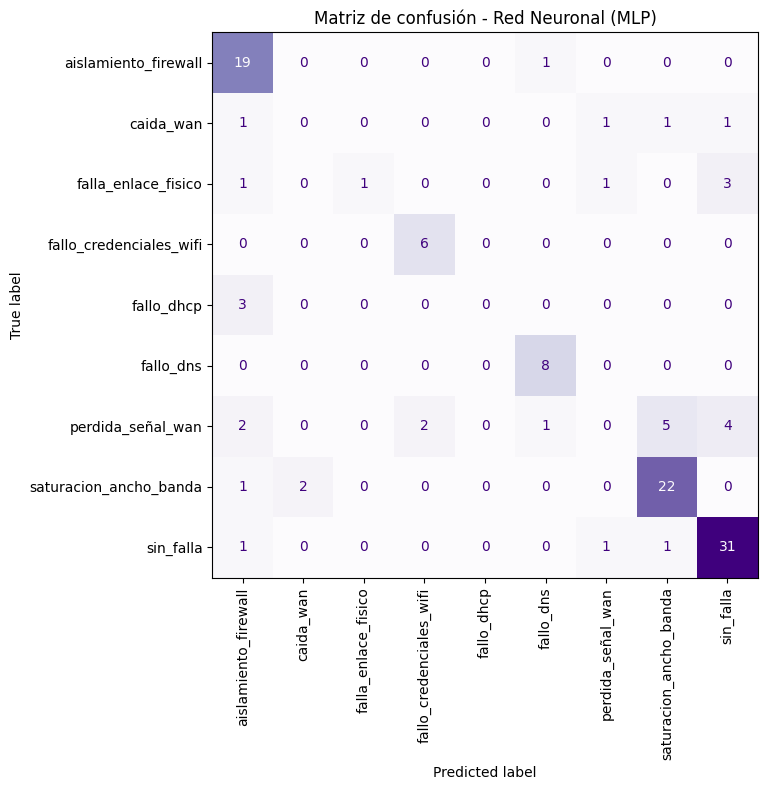 Matriz de confusión - Red Neuronal (MLP)
True label
aislamiento_firewall 19 0 0 0 0 1 0 0 0
caida_wan 1 0 0 0 0 0 1 1 1
falla_enlace_fisico 1 0 1 0 0 0 1 0 3
fallo_credenciales_wifi 0 0 0 6 0 0 0 0 0
fallo_dhcp 3 0 0 0 0 0 0 0 0
fallo_dns 0 0 0 0 0 8 0 0 0
perdida_señal_wan 2 0 0 2 0 1 0 5 4
saturacion_ancho_banda 1 2 0 0 0 0 0 22 0
sin_falla 1 0 0 0 0 0 1 1 31
aislamiento_firewall
caida_wan
falla_enlace_fisico
fallo_credenciales_wifi
fallo_dhcp
fallo_dns
perdida_señal_wan
saturacion_ancho_banda
sin_falla
Predicted label